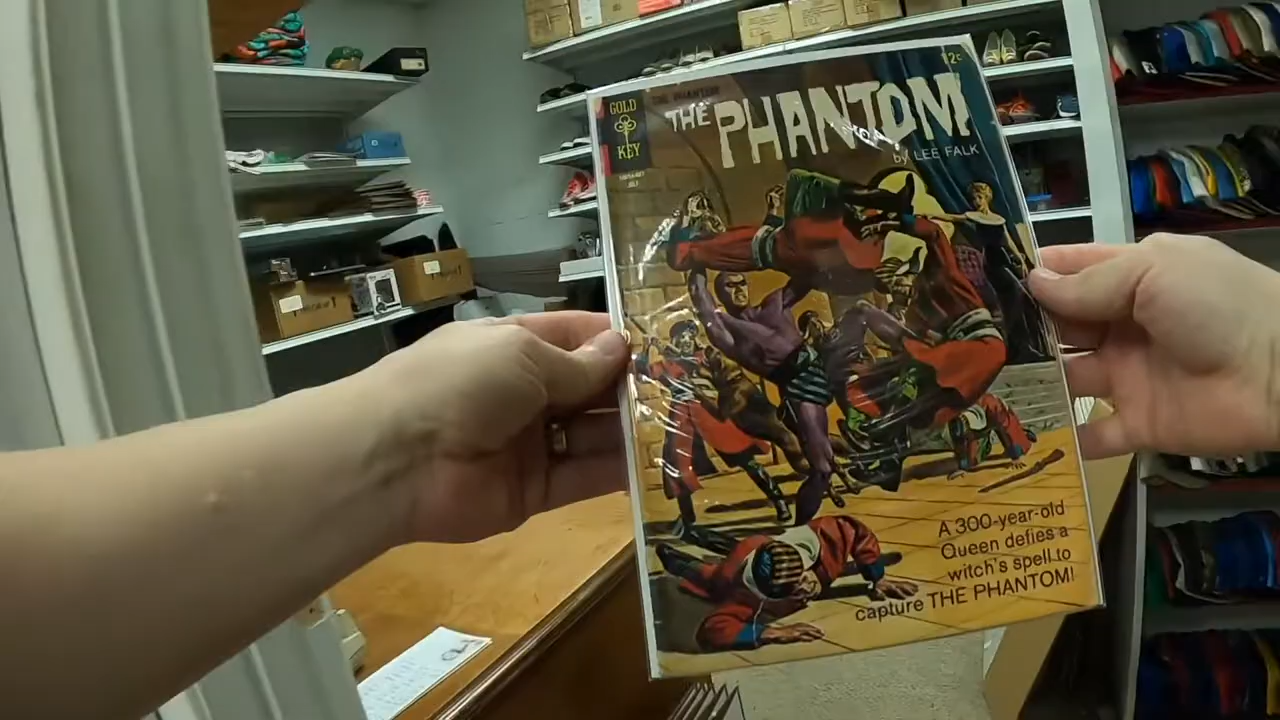 GOLD
KEY
THE PHANTOM
THE PHANTOM
12¢
by LEE FALK
JULY
A 300-year-old
Queen defies a
witch's spell to
capture THE PHANTOM!